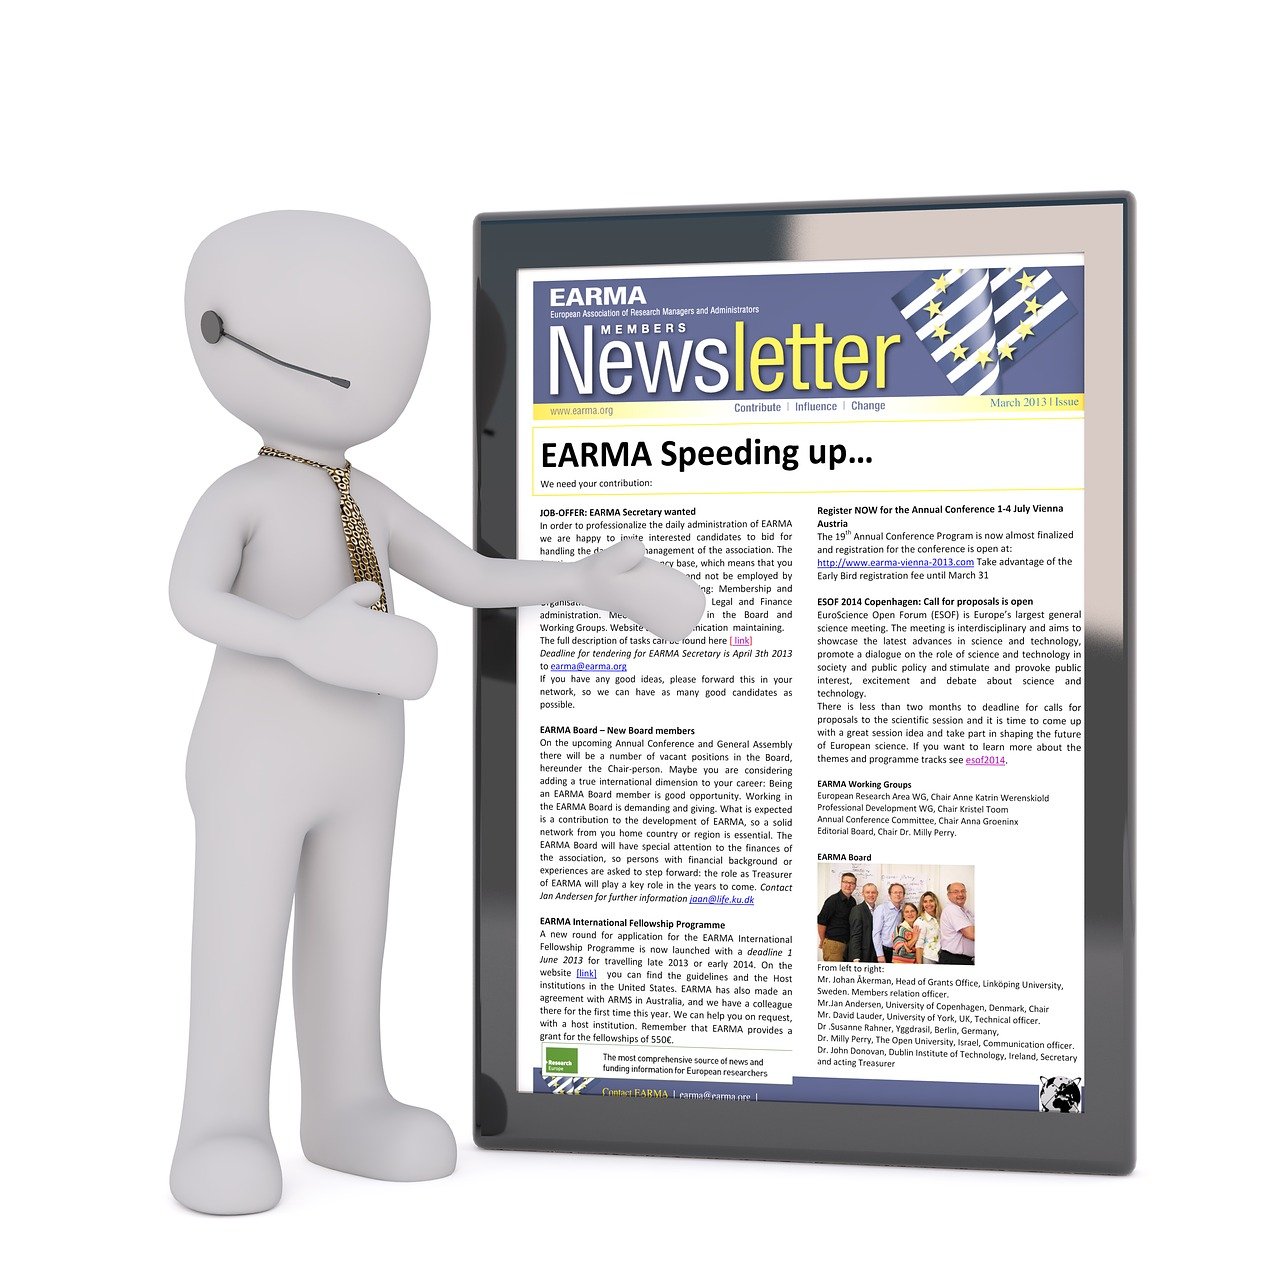 EARMA
European Association of Research Managers and Administrators
MEMBERS
Newsletter
www.earma.org
Contribute | Influence | Change
March 2013 | Issue
EARMA Speeding up...
We need your contribution:
JOB-OFFER: EARMA Secretary wanted
In order to professionalize the daily administration of EARMA
we are happy to invite interested candidates to bid for
handling the management of the association. The
base, which means that you
and not be employed by
Membership and
Legal and Finance
administration. in the Board and
Working Groups. Website maintaining.
The full description of tasks can be found here [ link]
Deadline for tendering for EARMA Secretary is April 3th 2013
to earma@earma.org
If you have any good ideas, please forward this in your
network, so we can have as many good candidates as
possible.
EARMA Board – New Board members
On the upcoming Annual Conference and General Assembly
there will be a number of vacant positions in the Board,
hereunder the Chair-person. Maybe you are considering
adding a true international dimension to your career: Being
an EARMA Board member is good opportunity. Working in
the EARMA Board is demanding and giving. What is expected
is a contribution to the development of EARMA, so a solid
network from you home country or region is essential. The
EARMA Board will have special attention to the finances of
the association, so persons with financial background or
experiences are asked to step forward: the role as Treasurer
of EARMA will play a key role in the years to come. Contact
Jan Andersen for further information jaan@life.ku.dk
EARMA International Fellowship Programme
A new round for application for the EARMA International
Fellowship Programme is now launched with a deadline 1
June 2013 for travelling late 2013 or early 2014. On the
website [link] you can find the guidelines and the Host
institutions in the United States. EARMA has also made an
agreement with ARMS in Australia, and we have a colleague
there for the first time this year. We can help you on request,
with a host institution. Remember that EARMA provides a
grant for the fellowships of 550€.
Research
Europe
The most comprehensive source of news and
funding information for European researchers
Register NOW for the Annual Conference 1-4 July Vienna
Austria
The 19th Annual Conference Program is now almost finalized
and registration for the conference is open at:
http://www.earma-vienna-2013.com Take advantage of the
Early Bird registration fee until March 31
ESOF 2014 Copenhagen: Call for proposals is open
EuroScience Open Forum (ESOF) is Europe's largest general
science meeting. The meeting is interdisciplinary and aims to
showcase the latest advances in science and technology,
promote a dialogue on the role of science and technology in
society and public policy and stimulate and provoke public
interest, excitement and debate about science and
technology.
There is less than two months to deadline for calls for
proposals to the scientific session and it is time to come up
with a great session idea and take part in shaping the future
of European science. If you want to learn more about the
themes and programme tracks see esof2014.
EARMA Working Groups
European Research Area WG, Chair Anne Katrin Werenskiold
Professional Development WG, Chair Kristel Toom
Annual Conference Committee, Chair Anna Groeninx
Editorial Board, Chair Dr. Milly Perry.
EARMA Board
From left to right:
Mr. Johan Åkerman, Head of Grants Office, Linköping University,
Sweden. Members relation officer.
Mr.Jan Andersen, University of Copenhagen, Denmark, Chair
Mr. David Lauder, University of York, UK, Technical officer.
Dr .Susanne Rahner, Yggdrasil, Berlin, Germany,
Dr. Milly Perry, The Open University, Israel, Communication officer.
Dr. John Donovan, Dublin Institute of Technology, Ireland, Secretary
and acting Treasurer
Contact EARMA | earma@earma.org |